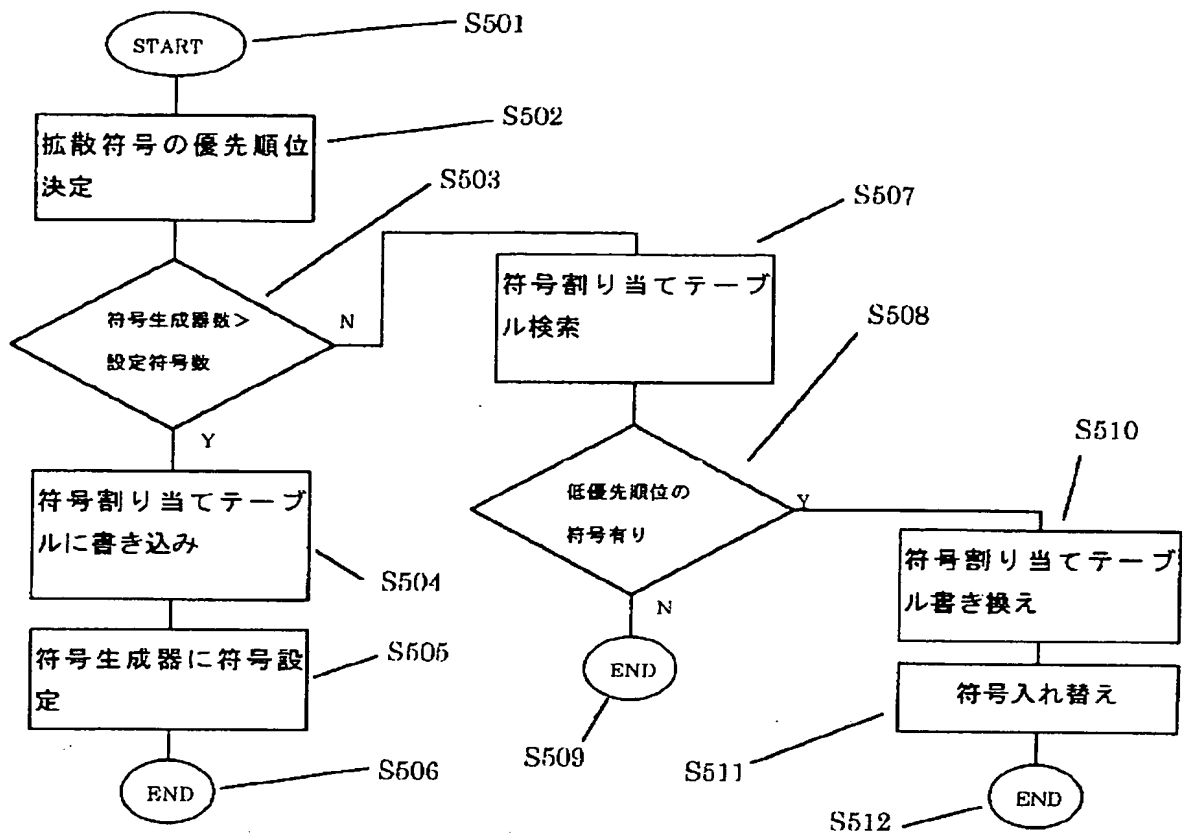 START
S501
拡散符号の優先順位
決定
S502
符号生成器数>
設定符号数
S503
N
Y
符号割り当てテーブ
ルに書き込み
S504
符号生成器に符号設
定
S505
END
S506
符号割り当てテーブ
ル検索
S507
低優先順位の
符号有り
S508
Y
N
END
S509
符号割り当てテーブ
ル書き換え
S510
符号入れ替え
S511
END
S512